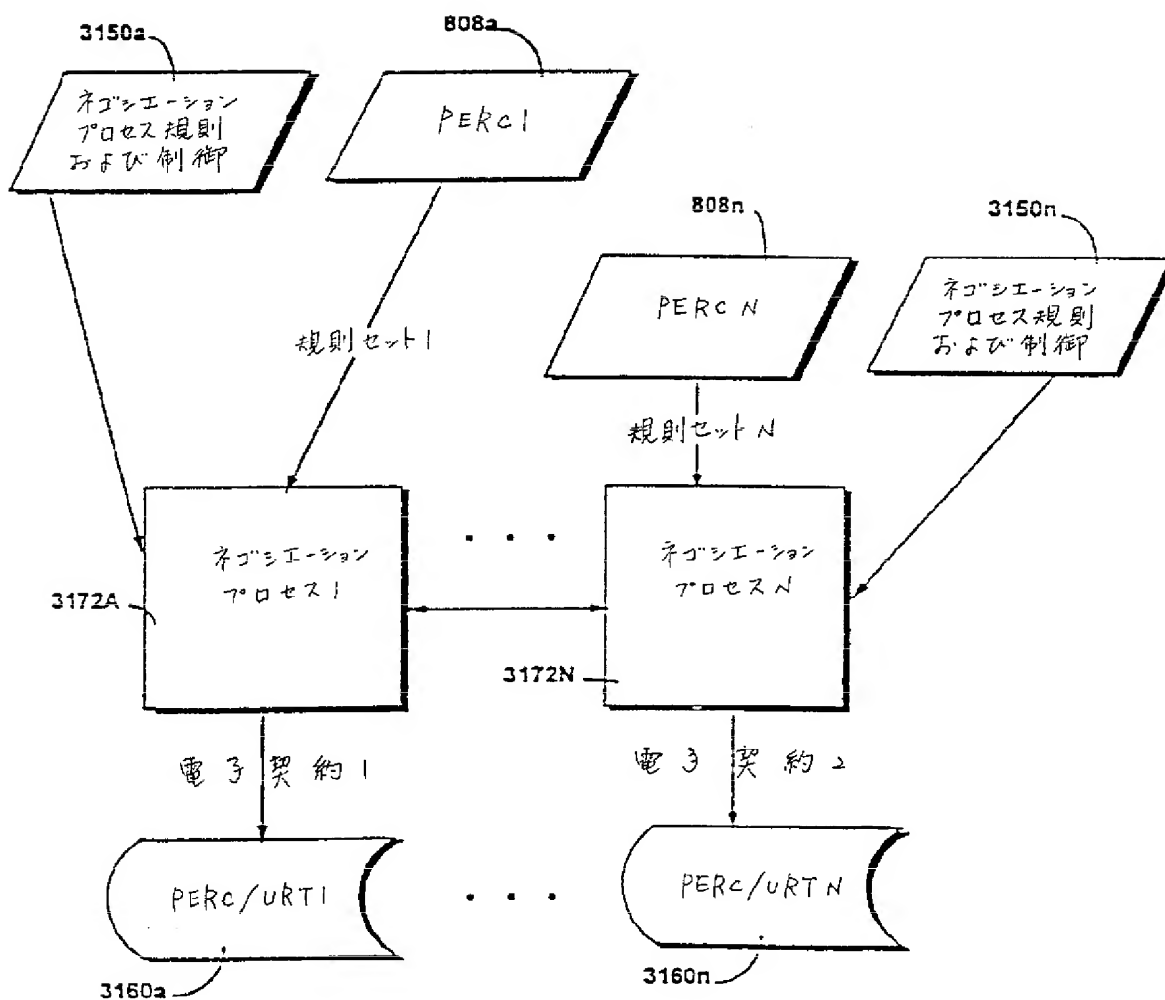 3150a
808a
ネゴシエーション
プロセス規則
および制御
PERC1
808n
3150n
PERC N
ネゴシエーション
プロセス規則
および制御
規則セット1
規則セットN
ネゴシエーション
プロセス1
. . .
ネゴシエーション
プロセスN
3172A
3172N
電子契約1
電子契約2
PERC/URT1
. . .
PERC/URT N
3160a
3160n